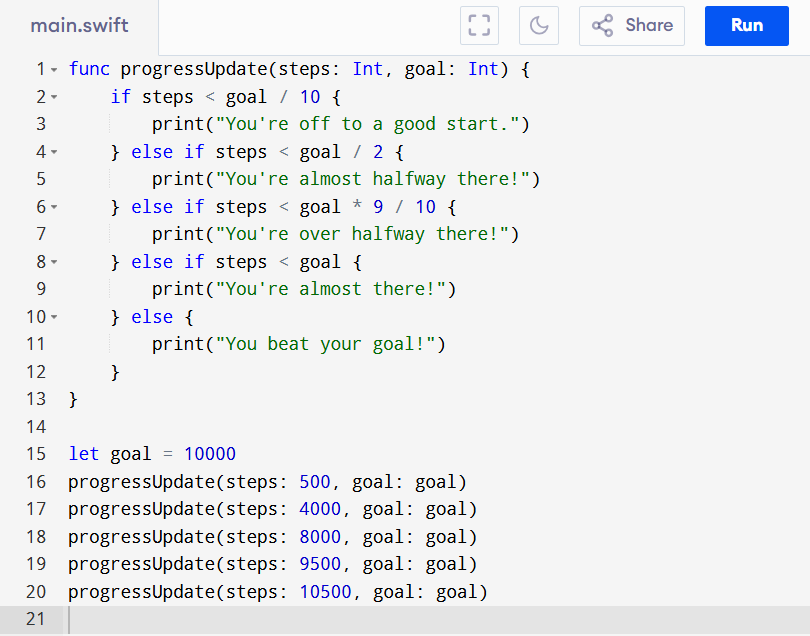 main.swift
Share
Run
1 func progressUpdate(steps: Int, goal: Int) {
2     if steps < goal / 10 {
3         print("You're off to a good start.")
4     } else if steps < goal / 2 {
5         print("You're almost halfway there!")
6     } else if steps < goal * 9 / 10 {
7         print("You're over halfway there!")
8     } else if steps < goal {
9         print("You're almost there!")
10     } else {
11         print("You beat your goal!")
12     }
13 }
14
15 let goal = 10000
16 progressUpdate(steps: 500, goal: goal)
17 progressUpdate(steps: 4000, goal: goal)
18 progressUpdate(steps: 8000, goal: goal)
19 progressUpdate(steps: 9500, goal: goal)
20 progressUpdate(steps: 10500, goal: goal)
21